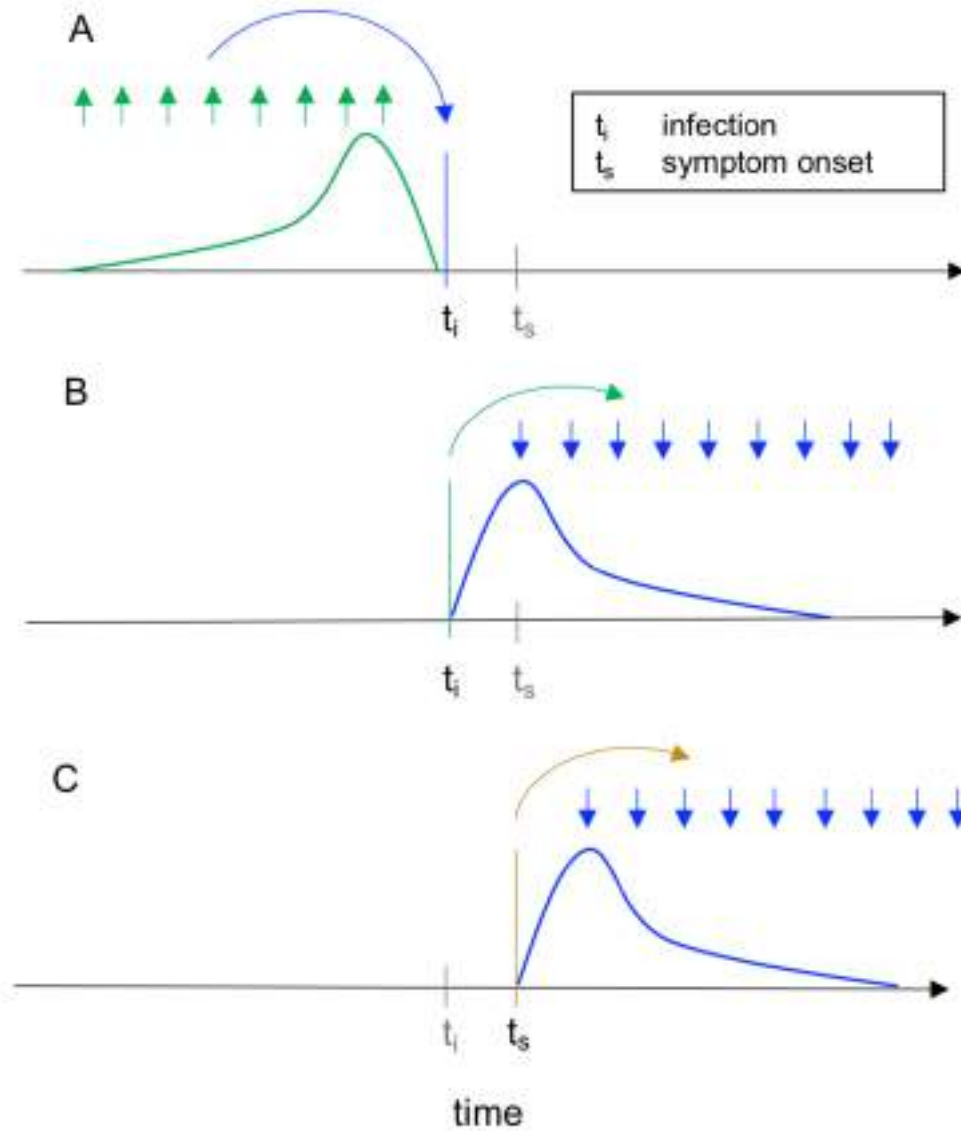 A
tᵢ infection
tₛ symptom onset
tᵢ tₛ
B
tᵢ tₛ
C
tᵢ tₛ
time